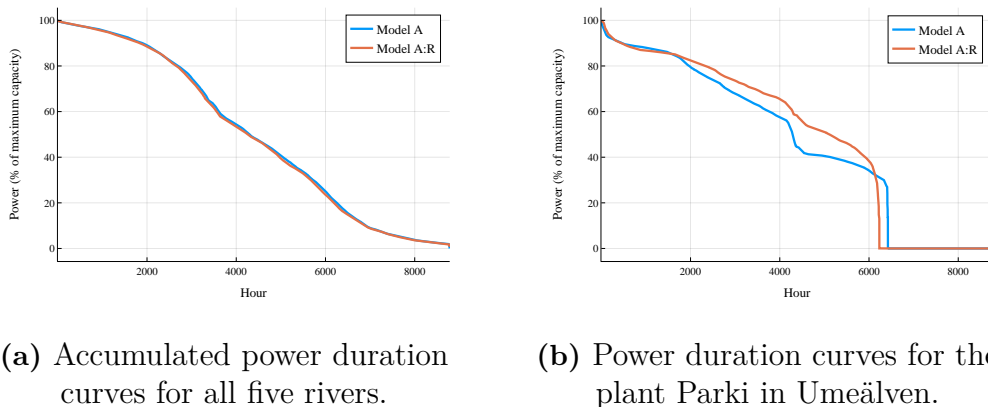 100
80
60
40
20
0
Power (% of maximum capacity)
2000 4000 6000 8000
Hour
Model A
Model A:R
100
80
60
40
20
0
Power (% of maximum capacity)
2000 4000 6000 8000
Hour
Model A
Model A:R
(a) Accumulated power duration
curves for all five rivers.
(b) Power duration curves for the
plant Parki in Umeälven.